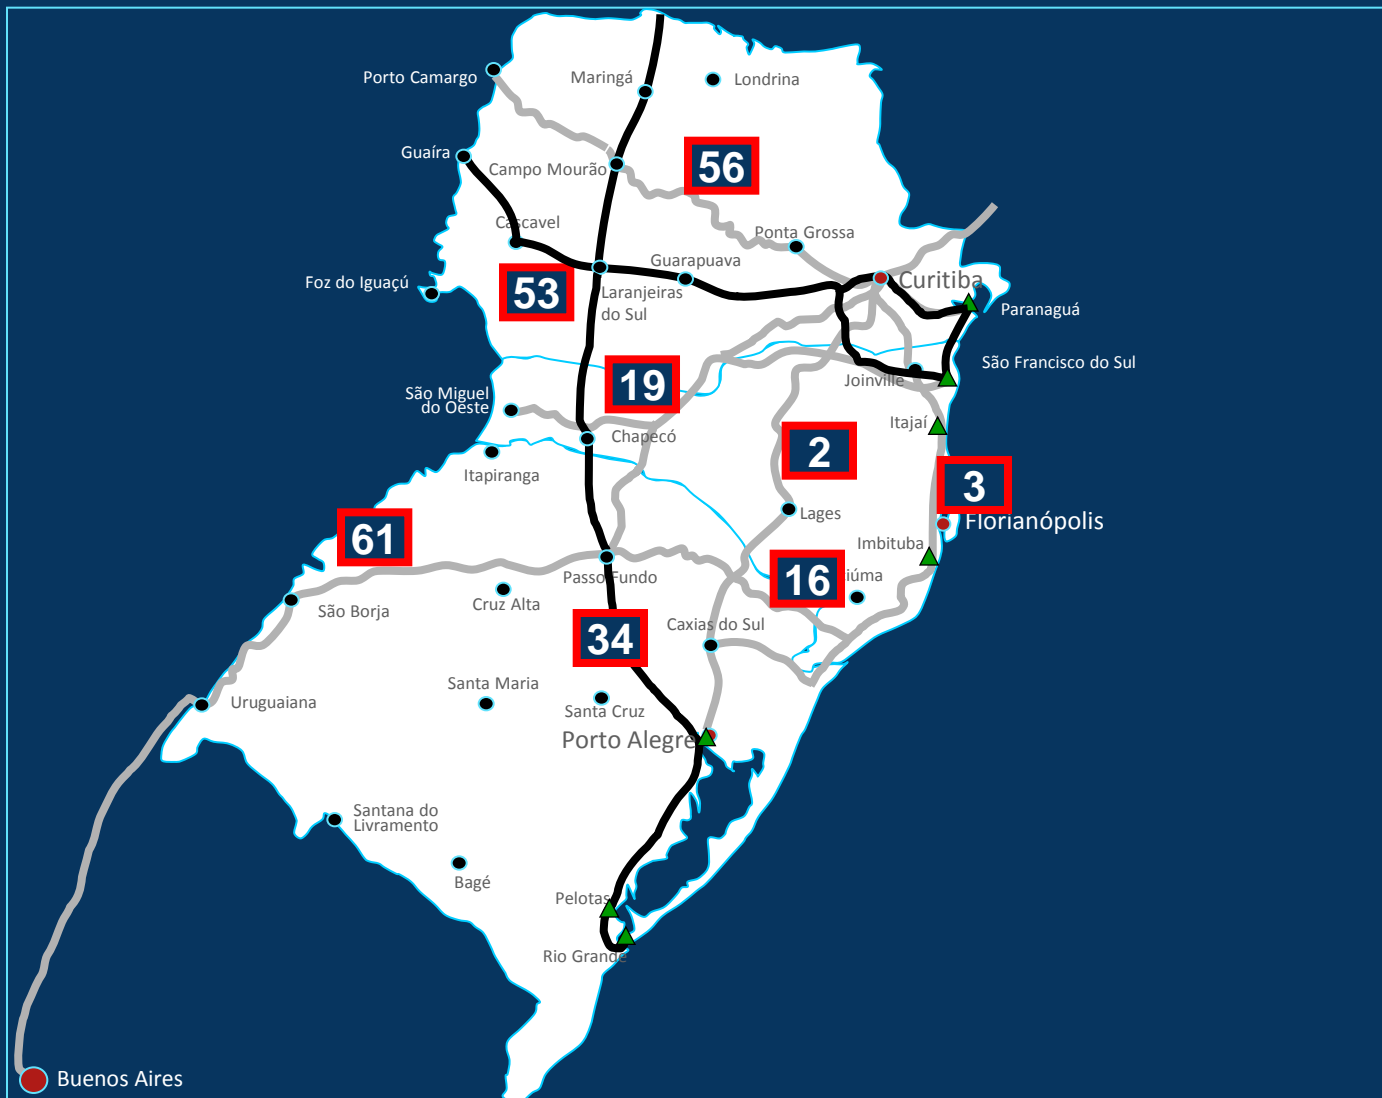 Porto Camargo
Maringá
Londrina
Guaíra
Campo Mourão
56
Cascavel
Ponta Grossa
Guarapuava
Foz do Iguaçú
53
Laranjeiras
do Sul
Curitiba
Paranaguá
São Francisco do Sul
19
Joinville
São Miguel
do Oeste
Itajaí
Chapecó
2
Itapiranga
3
Lages
Florianópolis
61
Imbituba
Passo Fundo
16
iúma
Cruz Alta
São Borja
34
Caxias do Sul
Santa Maria
Uruguaiana
Santa Cruz
Porto Alegre
Santana do
Livramento
Bagé
Pelotas
Rio Grande
Buenos Aires